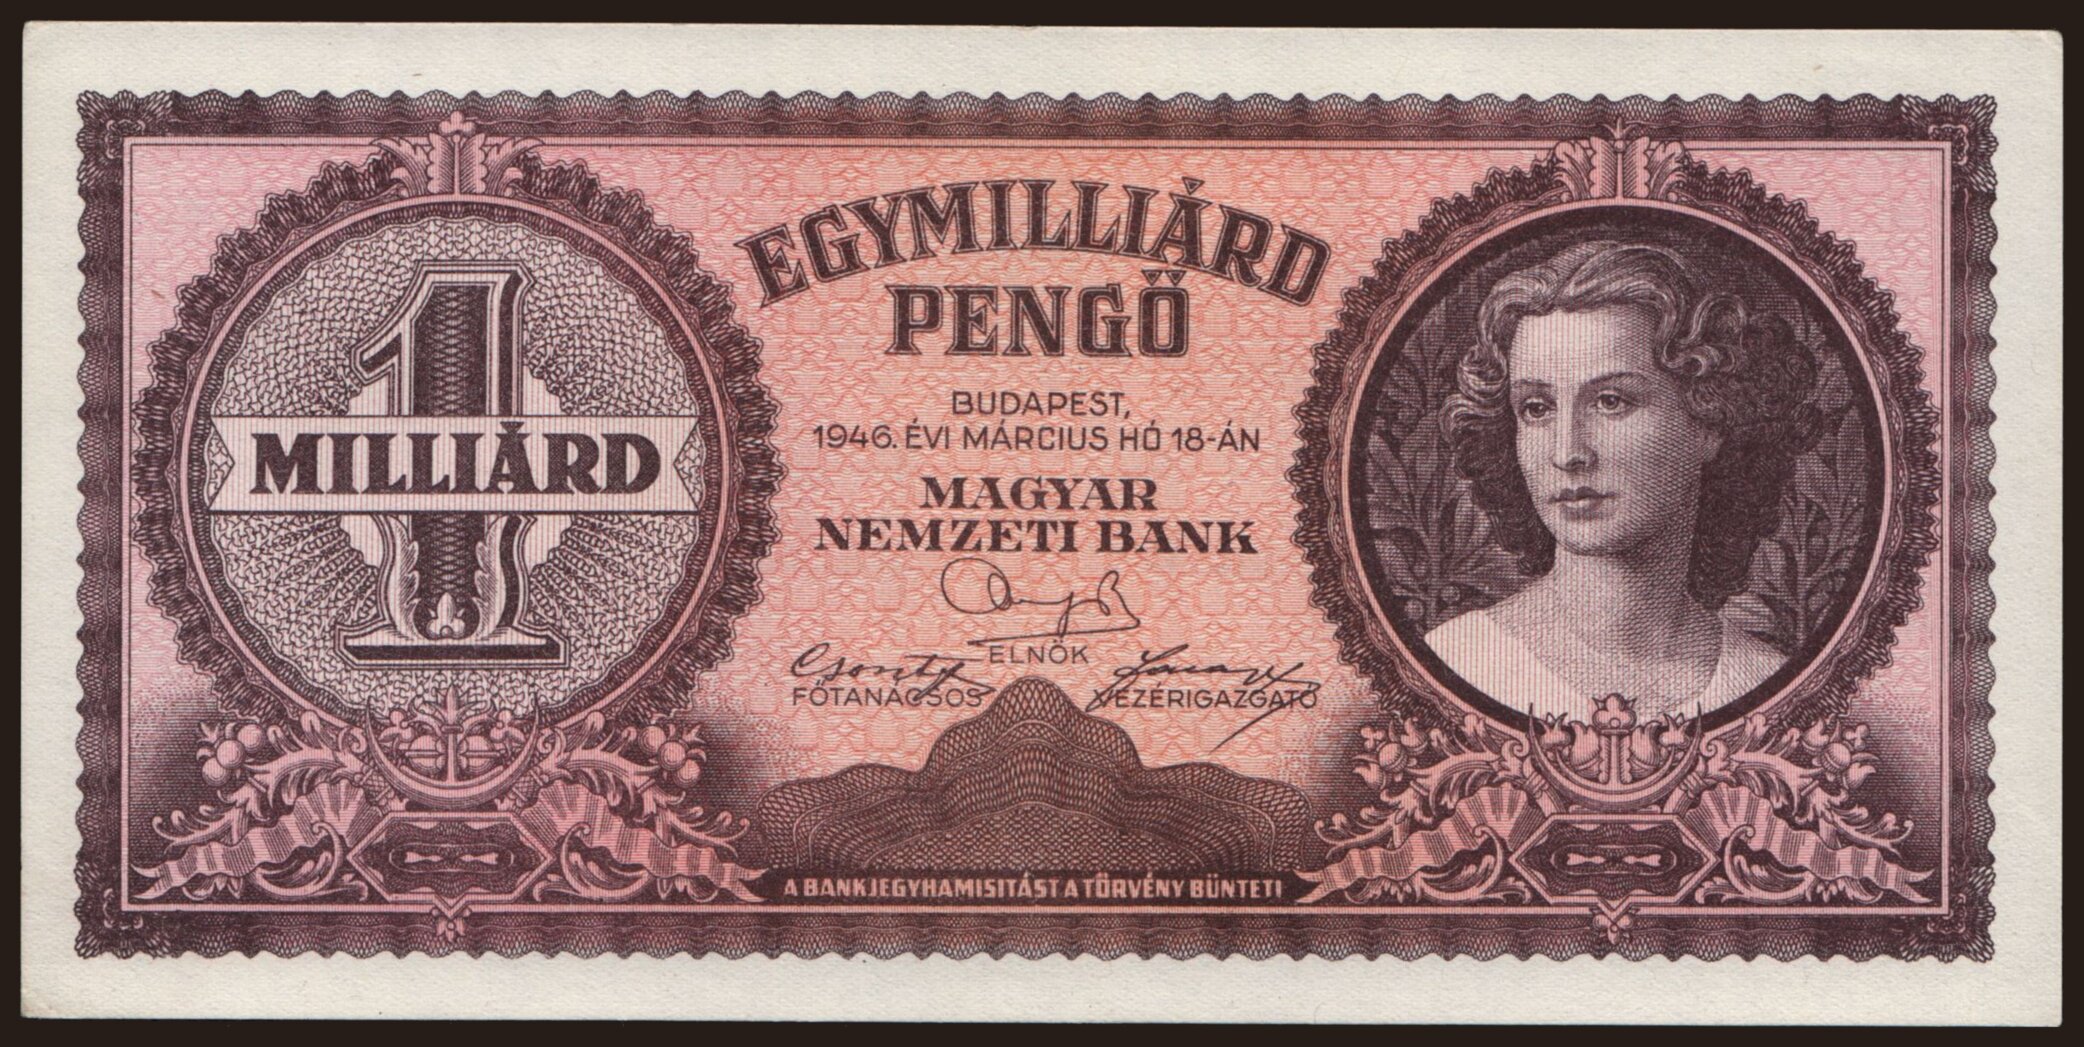 1
MILLIÁRD
EGYMILLIÁRD
PENGŐ
BUDAPEST,
1946. ÉVI MÁRCIUS HÓ 18-ÁN
MAGYAR
NEMZETI BANK
ELNÖK
FŐTANÁCSOS VEZÉRIGAZGATÓ
A BANKJEGYHAMISITÁST A TÖRVÉNY BÜNTETI